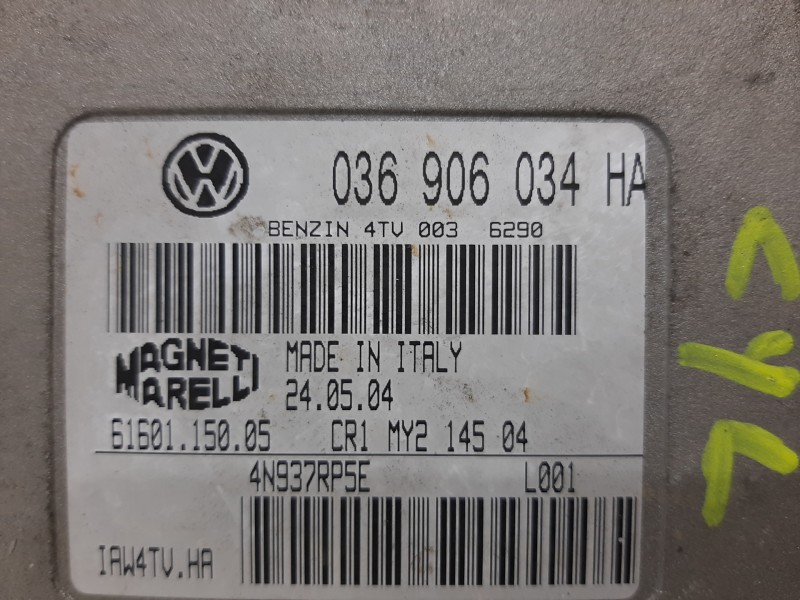 036 906 034 HA
BENZIN 4TV 003 6290
MAGNETI
MARELLI
MADE IN ITALY
24.05.04
61601.150.05 CR1 MY2 145 04
4N937RP5E L001
IAW4TV.HA